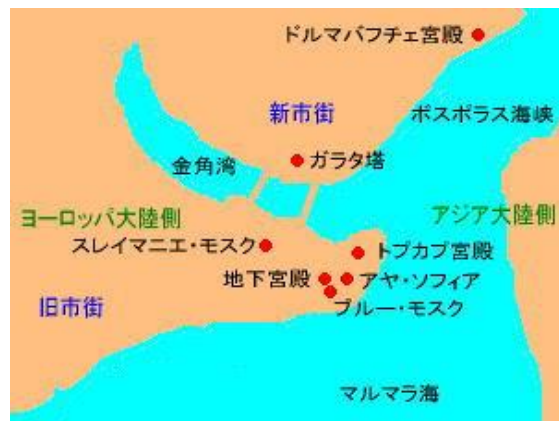 ドルマバフチェ宮殿
新市街
ボスポラス海峡
金角湾
ガラタ塔
ヨーロッパ大陸側
アジア大陸側
スレイマニエ・モスク
トプカプ宮殿
地下宮殿
アヤ・ソフィア
ブルー・モスク
旧市街
マルマラ海